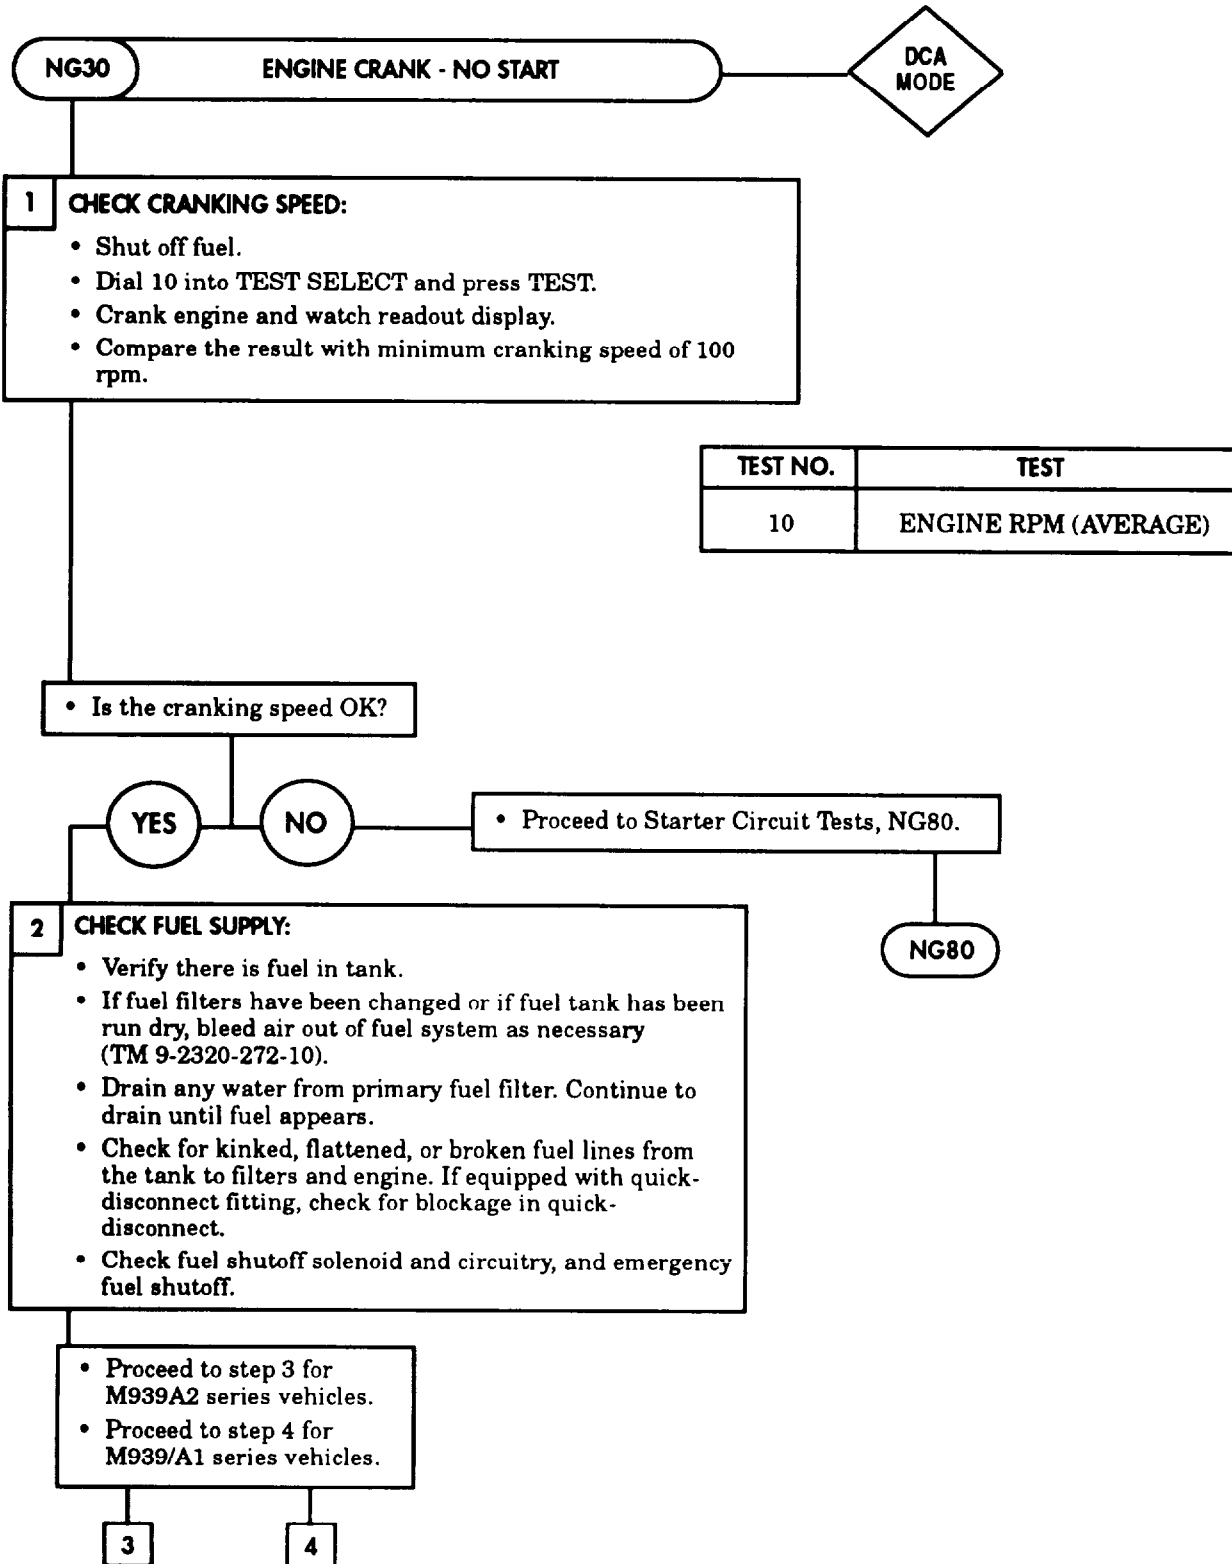 NG30
ENGINE CRANK - NO START
DCA
MODE
1
CHECK CRANKING SPEED:
• Shut off fuel.
• Dial 10 into TEST SELECT and press TEST.
• Crank engine and watch readout display.
• Compare the result with minimum cranking speed of 100
rpm.
TEST NO.
TEST
10
ENGINE RPM (AVERAGE)
• Is the cranking speed OK?
YES
NO
• Proceed to Starter Circuit Tests, NG80.
NG80
2
CHECK FUEL SUPPLY:
• Verify there is fuel in tank.
• If fuel filters have been changed or if fuel tank has been
run dry, bleed air out of fuel system as necessary
(TM 9-2320-272-10).
• Drain any water from primary fuel filter. Continue to
drain until fuel appears.
• Check for kinked, flattened, or broken fuel lines from
the tank to filters and engine. If equipped with quick-
disconnect fitting, check for blockage in quick-
disconnect.
• Check fuel shutoff solenoid and circuitry, and emergency
fuel shutoff.
• Proceed to step 3 for
M939A2 series vehicles.
• Proceed to step 4 for
M939/A1 series vehicles.
3
4